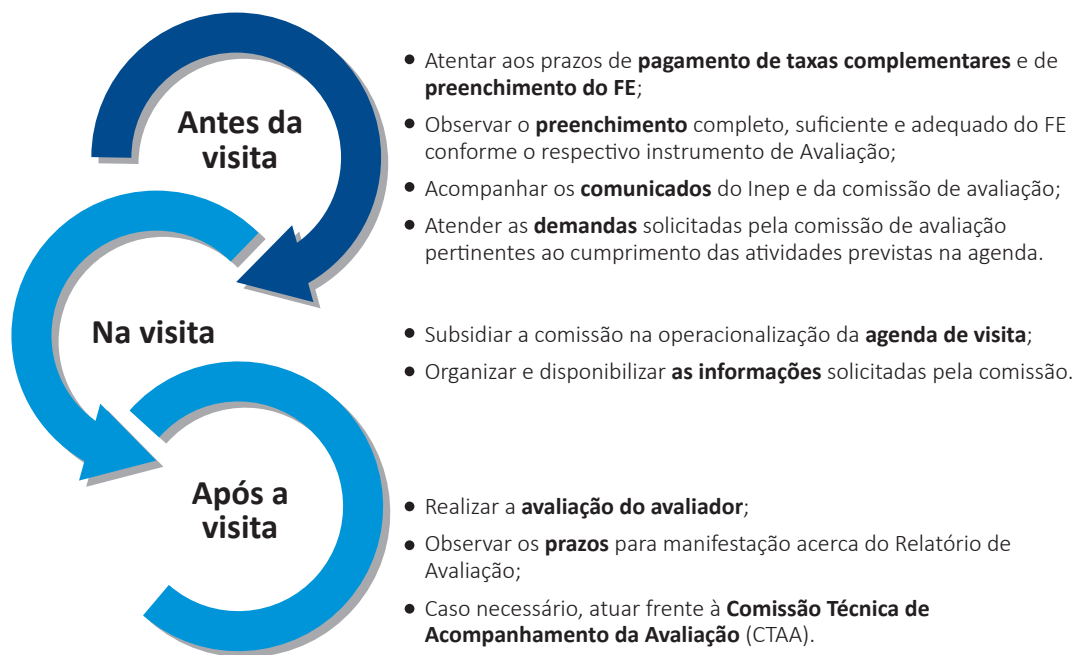 Antes da
visita
• Atentar aos prazos de pagamento de taxas complementares e de
preenchimento do FE;
• Observar o preenchimento completo, suficiente e adequado do FE
conforme o respectivo instrumento de Avaliação;
• Acompanhar os comunicados do Inep e da comissão de avaliação;
• Atender as demandas solicitadas pela comissão de avaliação
pertinentes ao cumprimento das atividades previstas na agenda.
Na visita
• Subsidiar a comissão na operacionalização da agenda de visita;
• Organizar e disponibilizar as informações solicitadas pela comissão.
Após a
visita
• Realizar a avaliação do avaliador;
• Observar os prazos para manifestação acerca do Relatório de
Avaliação;
• Caso necessário, atuar frente à Comissão Técnica de
Acompanhamento da Avaliação (CTAA).